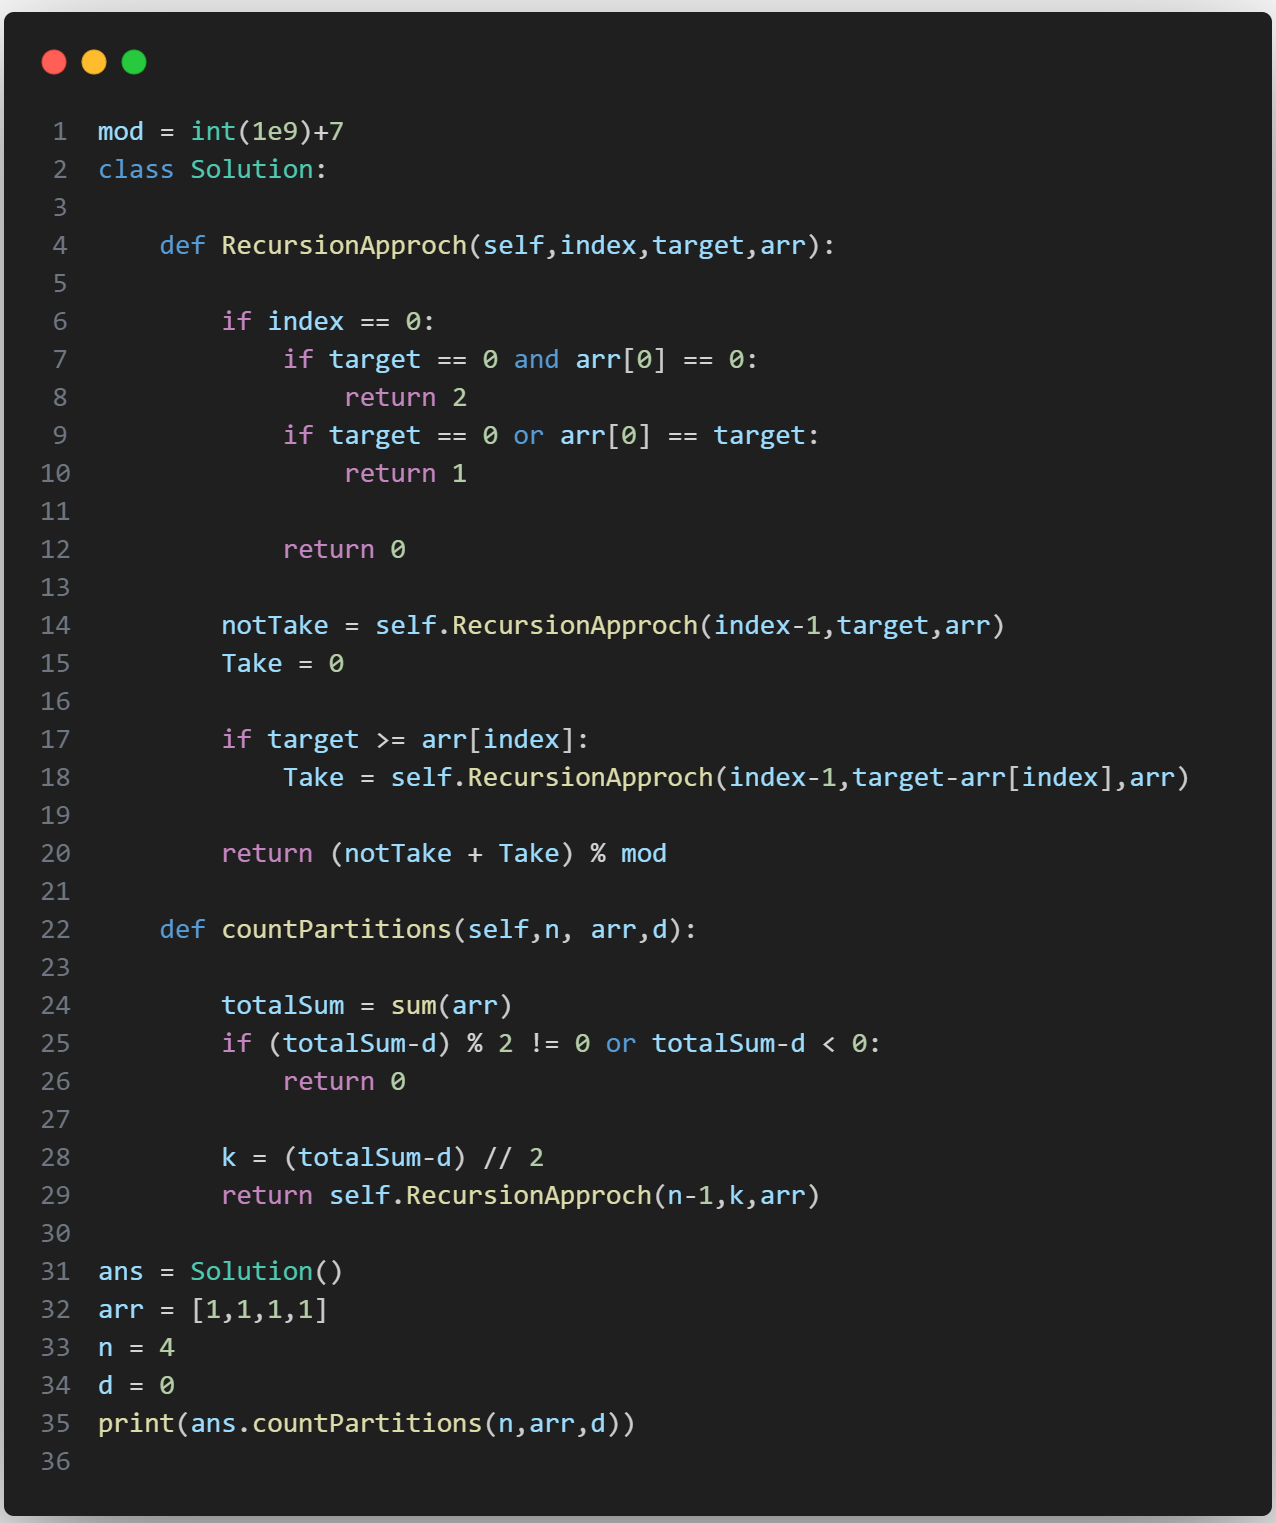 1 mod = int(1e9)+7
2 class Solution:
3
4     def RecursionApproch(self,index,target,arr):
5
6         if index == 0:
7             if target == 0 and arr[0] == 0:
8                 return 2
9             if target == 0 or arr[0] == target:
10                 return 1
11
12             return 0
13
14         notTake = self.RecursionApproch(index-1,target,arr)
15         Take = 0
16
17         if target >= arr[index]:
18             Take = self.RecursionApproch(index-1,target-arr[index],arr)
19
20         return (notTake + Take) % mod
21
22     def countPartitions(self,n, arr,d):
23
24         totalSum = sum(arr)
25         if (totalSum-d) % 2 != 0 or totalSum-d < 0:
26             return 0
27
28         k = (totalSum-d) // 2
29         return self.RecursionApproch(n-1,k,arr)
30
31 ans = Solution()
32 arr = [1,1,1,1]
33 n = 4
34 d = 0
35 print(ans.countPartitions(n,arr,d))
36